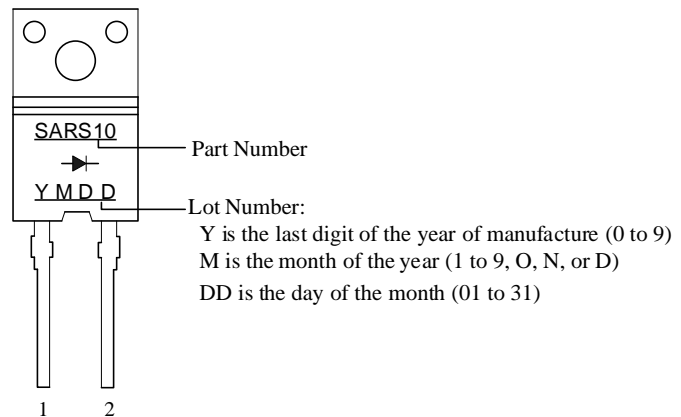 SARS10
Part Number
Y M D D
Lot Number:
Y is the last digit of the year of manufacture (0 to 9)
M is the month of the year (1 to 9, O, N, or D)
DD is the day of the month (01 to 31)
1 2